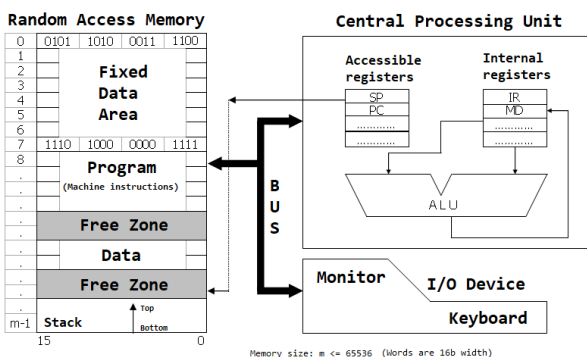 Random Access Memory
0 0101 1010 0011 1100
1
2
3
4
5
6
Fixed
Data
Area
7 1110 1000 0000 1111
8
Program
(Machine instructions)
.
.
.
. Free Zone
.
. Data
.
. Free Zone
.
m-1 Stack
Top
Bottom
15 0
B
U
S
Central Processing Unit
Accessible
registers
SP
PC
............
............
Internal
registers
IR
MD
............
............
ALU
Monitor
I/O Device
Keyboard
Memory size: m <= 65536 (Words are 16b width)